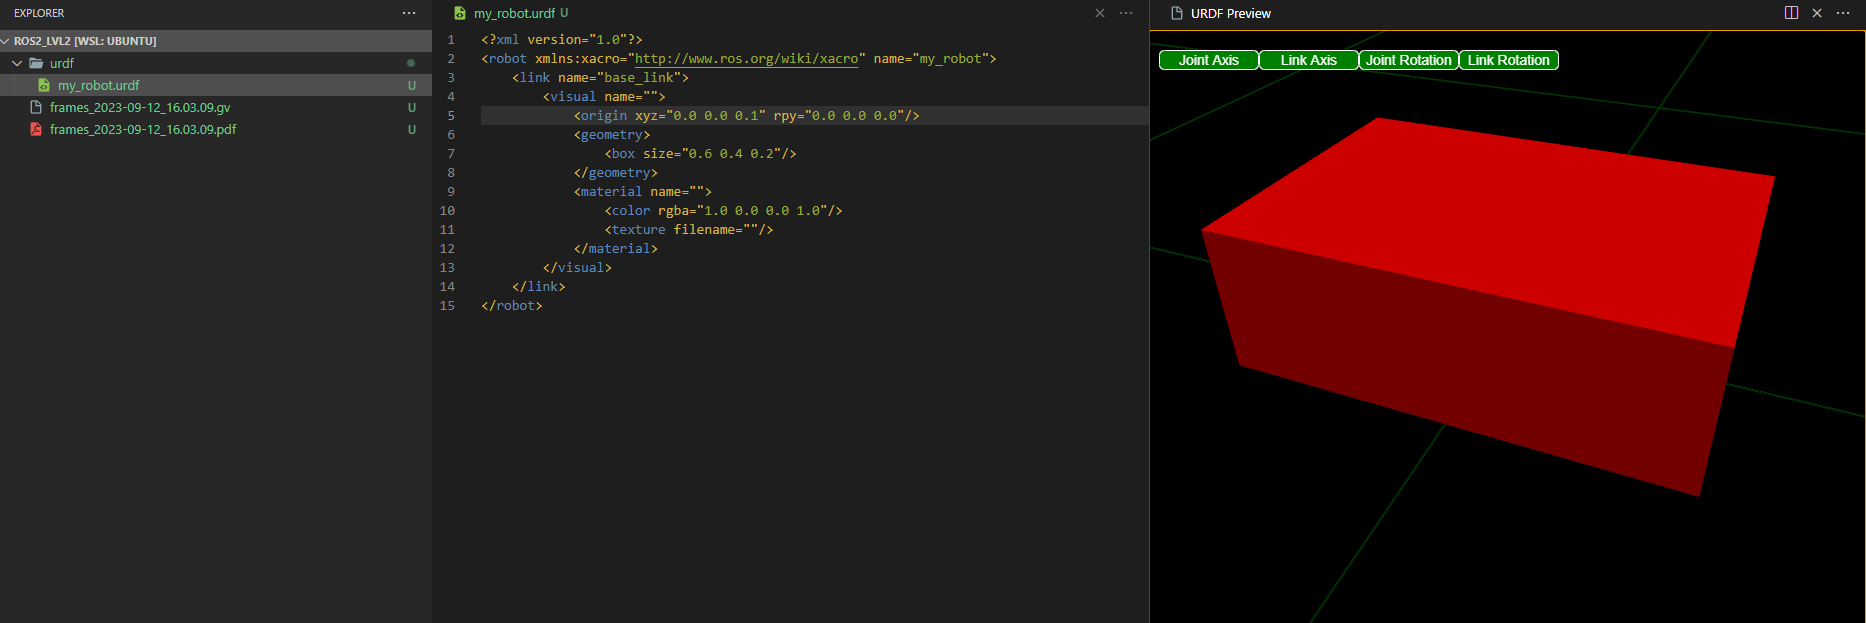 EXPLORER
ROS2_LVL2 [WSL: UBUNTU]
urdf
my_robot.urdf U
frames_2023-09-12_16.03.09.gv U
frames_2023-09-12_16.03.09.pdf U
my_robot.urdf U
1 <?xml version="1.0"?>
2 <robot xmlns:xacro="http://www.ros.org/wiki/xacro" name="my_robot">
3 <link name="base_link">
4 <visual name="">
5 <origin xyz="0.0 0.0 0.1" rpy="0.0 0.0 0.0"/>
6 <geometry>
7 <box size="0.6 0.4 0.2"/>
8 </geometry>
9 <material name="">
10 <color rgba="1.0 0.0 0.0 1.0"/>
11 <texture filename=""/>
12 </material>
13 </visual>
14 </link>
15 </robot>
URDF Preview
Joint Axis Link Axis Joint Rotation Link Rotation